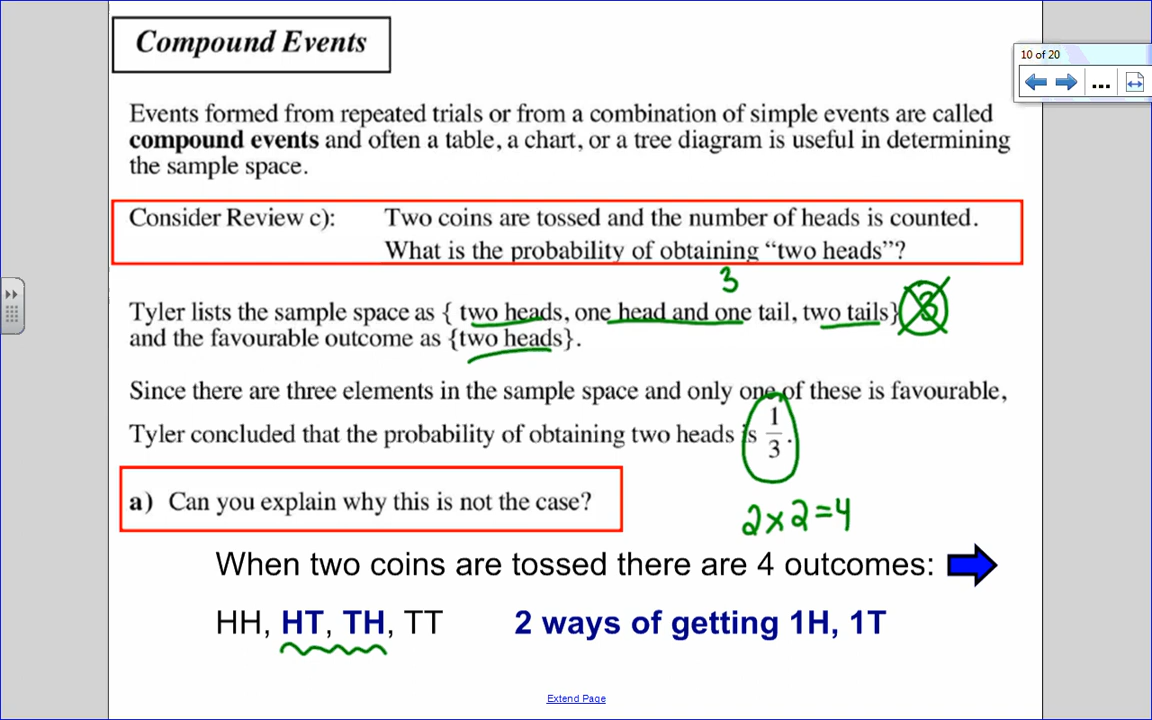 Compound Events
10 of 20
Events formed from repeated trials or from a combination of simple events are called
compound events and often a table, a chart, or a tree diagram is useful in determining
the sample space.
Consider Review c): Two coins are tossed and the number of heads is counted.
What is the probability of obtaining “two heads”?
3
Tyler lists the sample space as { two heads, one head and one tail, two tails} 3
and the favourable outcome as {two heads}.
Since there are three elements in the sample space and only one of these is favourable,
Tyler concluded that the probability of obtaining two heads is 1/3.
a) Can you explain why this is not the case?
2×2=4
When two coins are tossed there are 4 outcomes:
HH, HT, TH, TT 2 ways of getting 1H, 1T
Extend Page